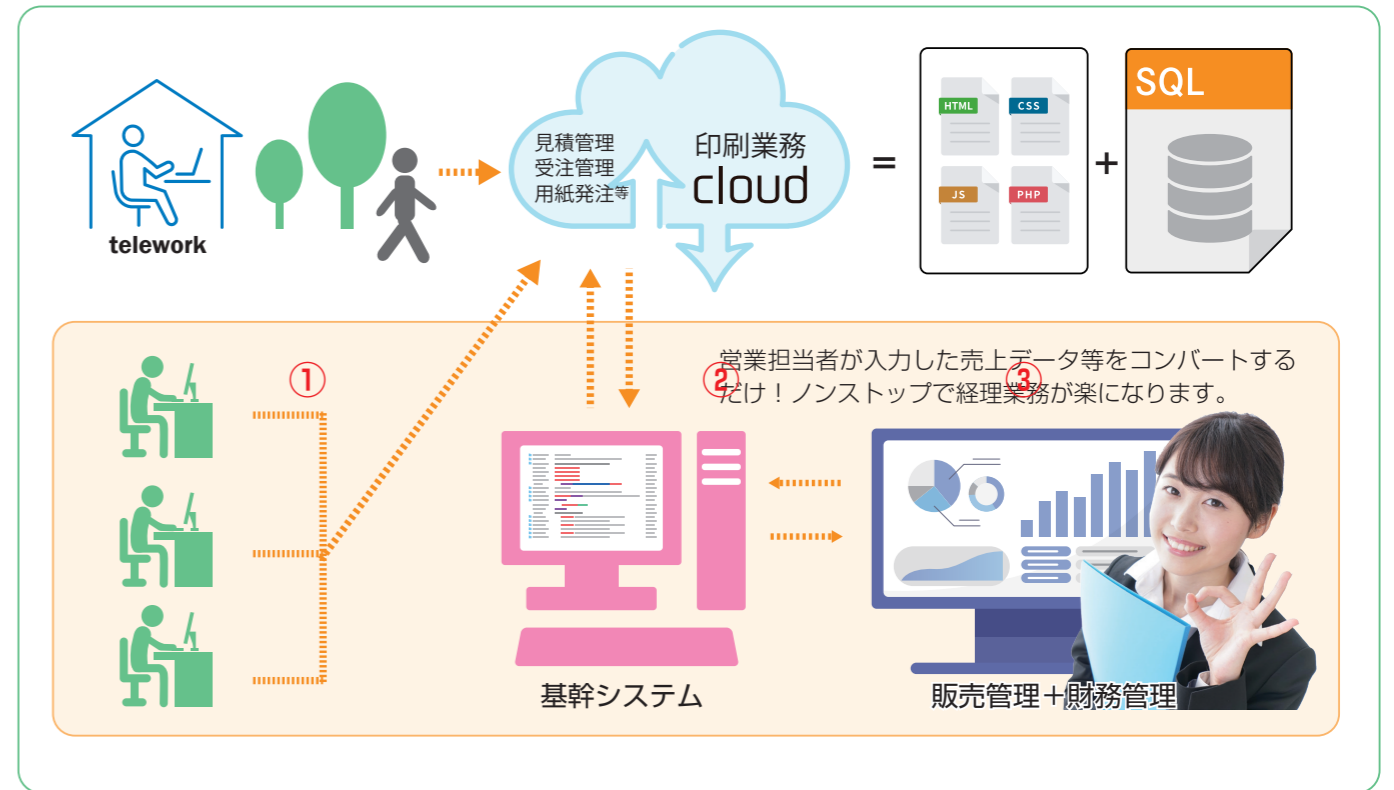 見積管理
受注管理
用紙発注等
印刷業務
cloud
=
HTML
CSS
JS
PHP
+
SQL
telework
①
②
③
営業担当者が入力した売上データ等をコンバートする
だけ！ノンストップで経理業務が楽になります。
基幹システム
販売管理＋財務管理